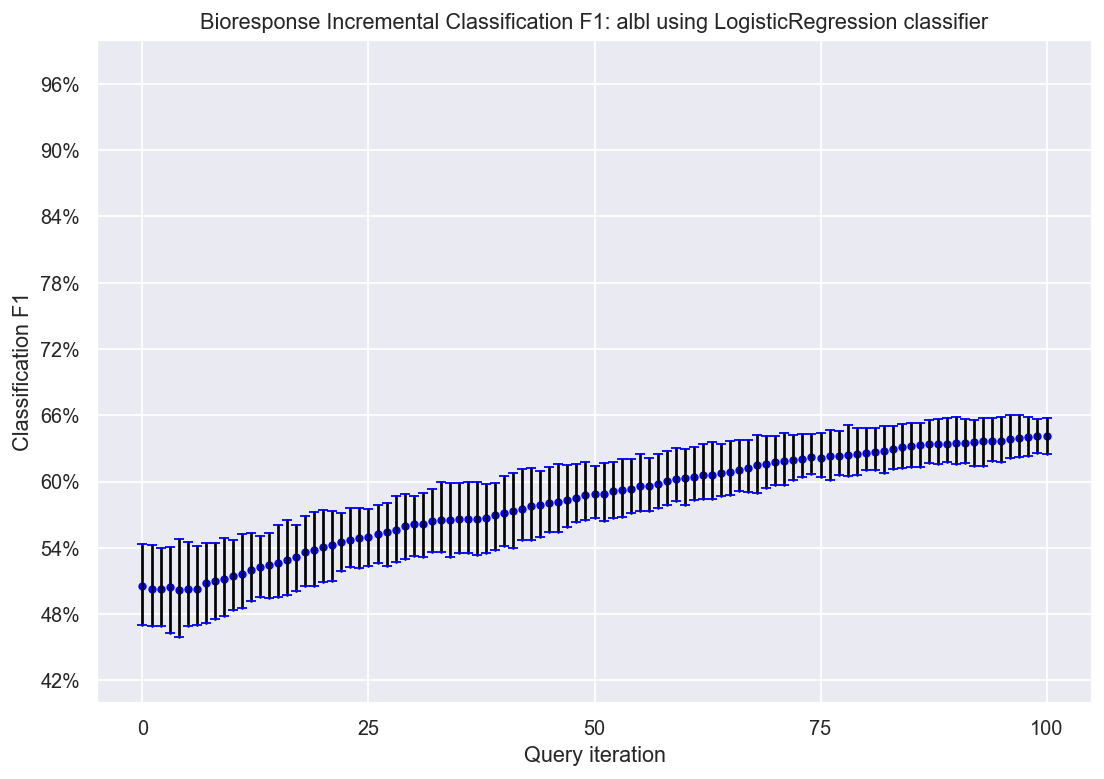 Bioresponse Incremental Classification F1: albl using LogisticRegression classifier
96%
90%
84%
78%
72%
66%
60%
54%
48%
42%
Classification F1
0 25 50 75 100
Query iteration